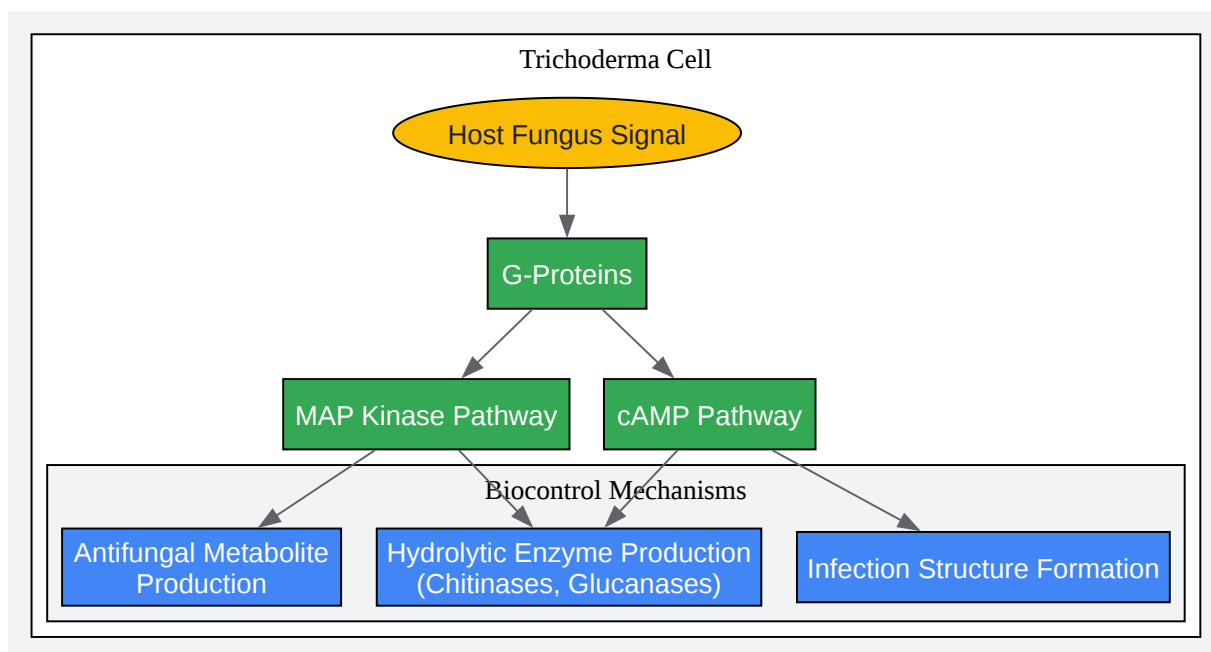 Trichoderma Cell
Host Fungus Signal
G-Proteins
MAP Kinase Pathway
cAMP Pathway
Biocontrol Mechanisms
Antifungal Metabolite
Production
Hydrolytic Enzyme Production
(Chitinases, Glucanases)
Infection Structure Formation